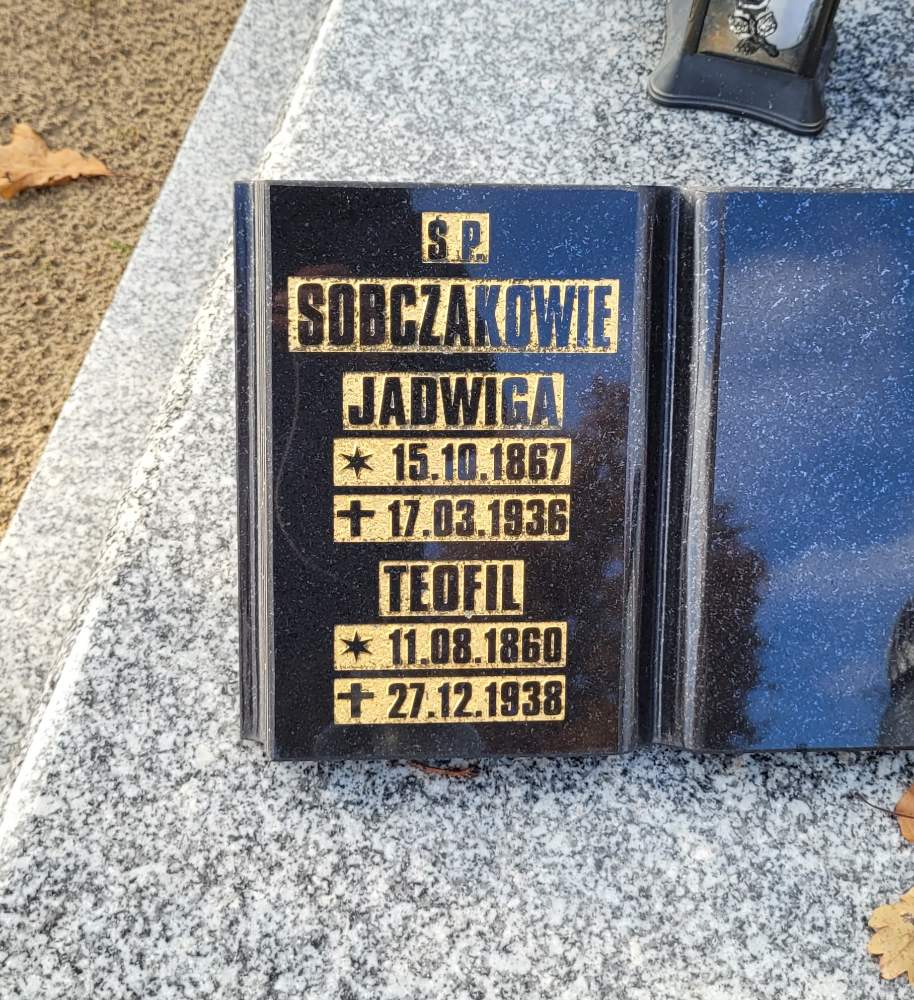 Ś P.
SOBCZAKOWIE
JADWIGA
✶ 15.10.1867
✝ 17.03.1936
TEOFIL
✶ 11.08.1860
✝ 27.12.1938